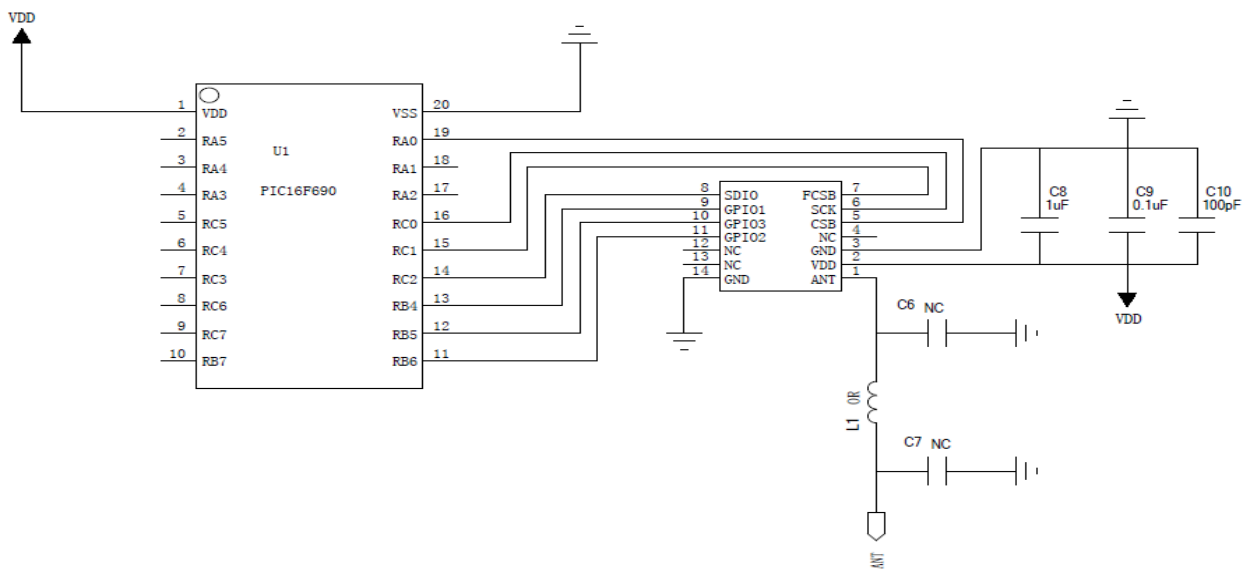 VDD
1 VDD VSS 20
2 RA5 RA0 19
U1
3 RA4 RA1 18
PIC16F690
4 RA3 RA2 17
5 RC5 RC0 16
6 RC4 RC1 15
7 RC3 RC2 14
8 RC6 RB4 13
9 RC7 RB5 12
10 RB7 RB6 11
8 SDIO FCSB 7
9 GPIO1 SCK 6
10 GPIO3 CSB 5
11 GPIO2 NC 4
12 NC GND 3
13 NC VDD 2
14 GND ANT 1
C8
1uF
C9
0.1uF
C10
100pF
VDD
C6 NC
L1 0R
C7 NC
ANT